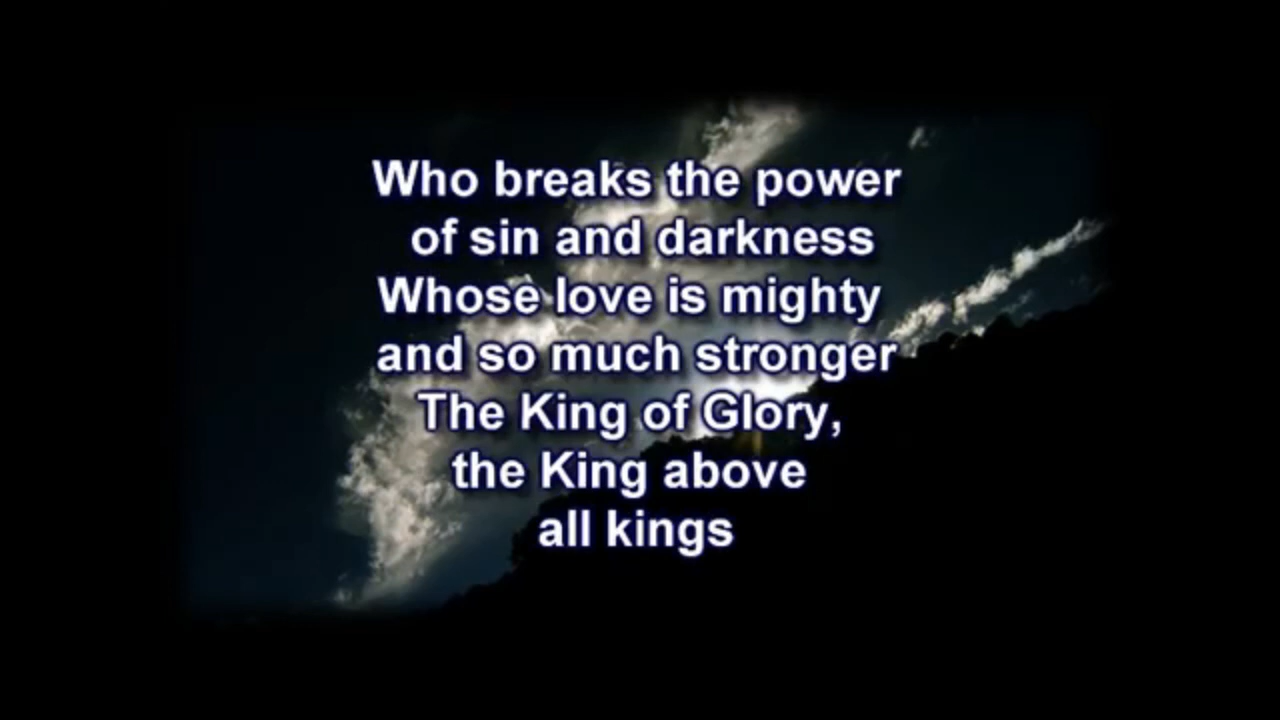 Who breaks the power
of sin and darkness
Whose love is mighty
and so much stronger
The King of Glory,
the King above
all kings